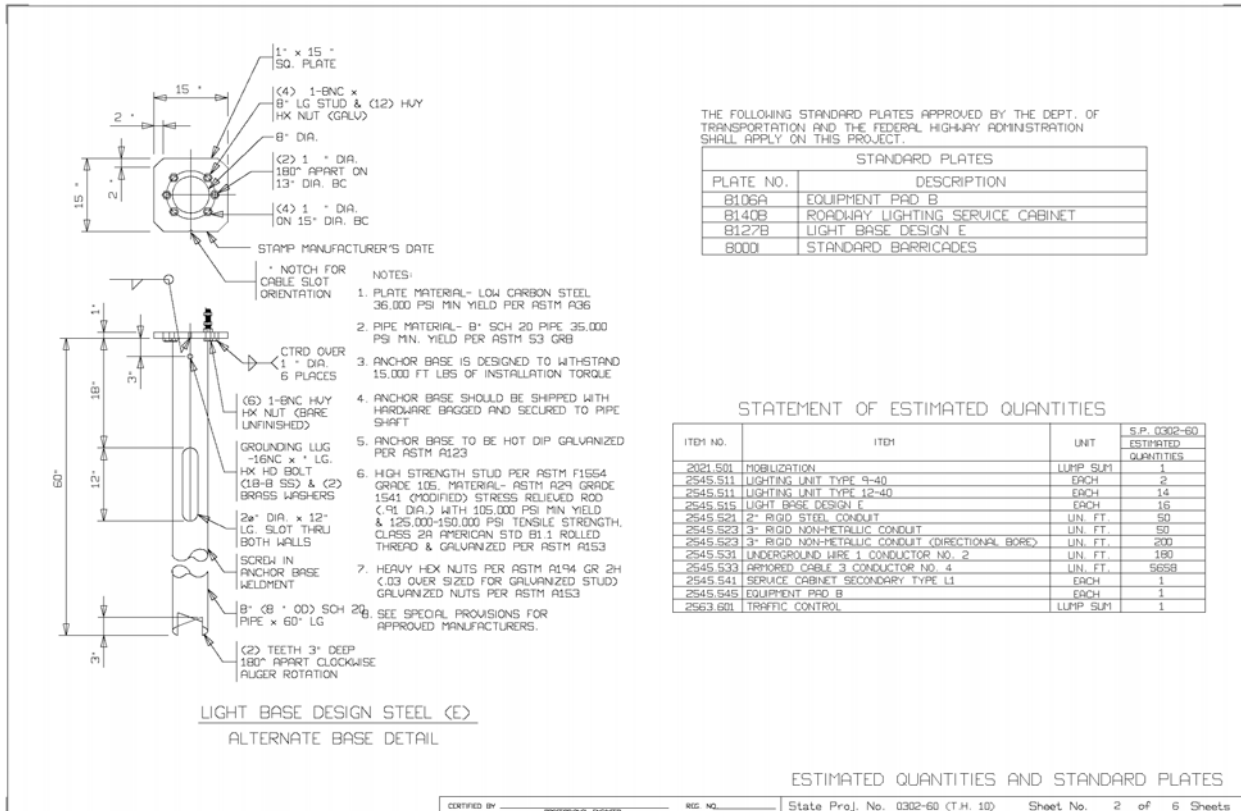 1" x 15 "
SQ. PLATE
15 "
(4) 1-8NC x
8" LG STUD & (12) HVY
HX NUT (GALV)
2 "
8" DIA.
(2) 1 " DIA.
180^ APART ON
13" DIA. BC
15 "
2 "
(4) 1 " DIA.
ON 15" DIA. BC
STAMP MANUFACTURER'S DATE
" NOTCH FOR
CABLE SLOT
ORIENTATION
1"
CTRD OVER
1 " DIA.
6 PLACES
3"
18"
(6) 1-8NC HVY
HX NUT (BARE
UNFINISHED)
GROUNDING LUG
-16NC x " LG.
HX HD BOLT
(18-8 SS) & (2)
BRASS WASHERS
60"
12"
2ø" DIA. x 12"
LG. SLOT THRU
BOTH WALLS
SCREW IN
ANCHOR BASE
WELDMENT
8" (8 " OD) SCH 20
PIPE x 60" LG
3"
(2) TEETH 3" DEEP
180^ APART CLOCKWISE
AUGER ROTATION
NOTES:
1. PLATE MATERIAL- LOW CARBON STEEL
36,000 PSI MIN YIELD PER ASTM A36
2. PIPE MATERIAL- 8" SCH 20 PIPE 35,000
PSI MIN. YIELD PER ASTM 53 GRB
3. ANCHOR BASE IS DESIGNED TO WITHSTAND
15,000 FT LBS OF INSTALLATION TORQUE
4. ANCHOR BASE SHOULD BE SHIPPED WITH
HARDWARE BAGGED AND SECURED TO PIPE
SHAFT
5. ANCHOR BASE TO BE HOT DIP GALVANIZED
PER ASTM A123
6. HIGH STRENGTH STUD PER ASTM F1554
GRADE 105, MATERIAL- ASTM A29 GRADE
1541 (MODIFIED) STRESS RELIEVED ROD
(.91 DIA.) WITH 105,000 PSI MIN YIELD
& 125,000-150,000 PSI TENSILE STRENGTH,
CLASS 2A AMERICAN STD B1.1 ROLLED
THREAD & GALVANIZED PER ASTM A153
7. HEAVY HEX NUTS PER ASTM A194 GR 2H
(.03 OVER SIZED FOR GALVANIZED STUD)
GALVANIZED NUTS PER ASTM A153
8. SEE SPECIAL PROVISIONS FOR
APPROVED MANUFACTURERS.
LIGHT BASE DESIGN STEEL (E)
ALTERNATE BASE DETAIL
THE FOLLOWING STANDARD PLATES APPROVED BY THE DEPT. OF
TRANSPORTATION AND THE FEDERAL HIGHWAY ADMINISTRATION
SHALL APPLY ON THIS PROJECT.
STANDARD PLATES
PLATE NO. DESCRIPTION
8106A EQUIPMENT PAD B
8140B ROADWAY LIGHTING SERVICE CABINET
8127B LIGHT BASE DESIGN E
8000I STANDARD BARRICADES
STATEMENT OF ESTIMATED QUANTITIES
ITEM NO. ITEM UNIT S.P. 0302-60
ESTIMATED
QUANTITIES
2021.501 MOBILIZATION LUMP SUM 1
2545.511 LIGHTING UNIT TYPE 9-40 EACH 2
2545.511 LIGHTING UNIT TYPE 12-40 EACH 14
2545.515 LIGHT BASE DESIGN E EACH 16
2545.521 2" RIGID STEEL CONDUIT LIN. FT. 50
2545.523 3" RIGID NON-METALLIC CONDUIT LIN. FT. 50
2545.523 3" RIGID NON-METALLIC CONDUIT (DIRECTIONAL BORE) LIN. FT. 200
2545.531 UNDERGROUND WIRE 1 CONDUCTOR NO. 2 LIN. FT. 180
2545.533 ARMORED CABLE 3 CONDUCTOR NO. 4 LIN. FT. 5658
2545.541 SERVICE CABINET SECONDARY TYPE L1 EACH 1
2545.545 EQUIPMENT PAD B EACH 1
2563.601 TRAFFIC CONTROL LUMP SUM 1
ESTIMATED QUANTITIES AND STANDARD PLATES
CERTIFIED BY REG. NO.
State Proj. No. 0302-60 (T.H. 10) Sheet No. 2 of 6 Sheets